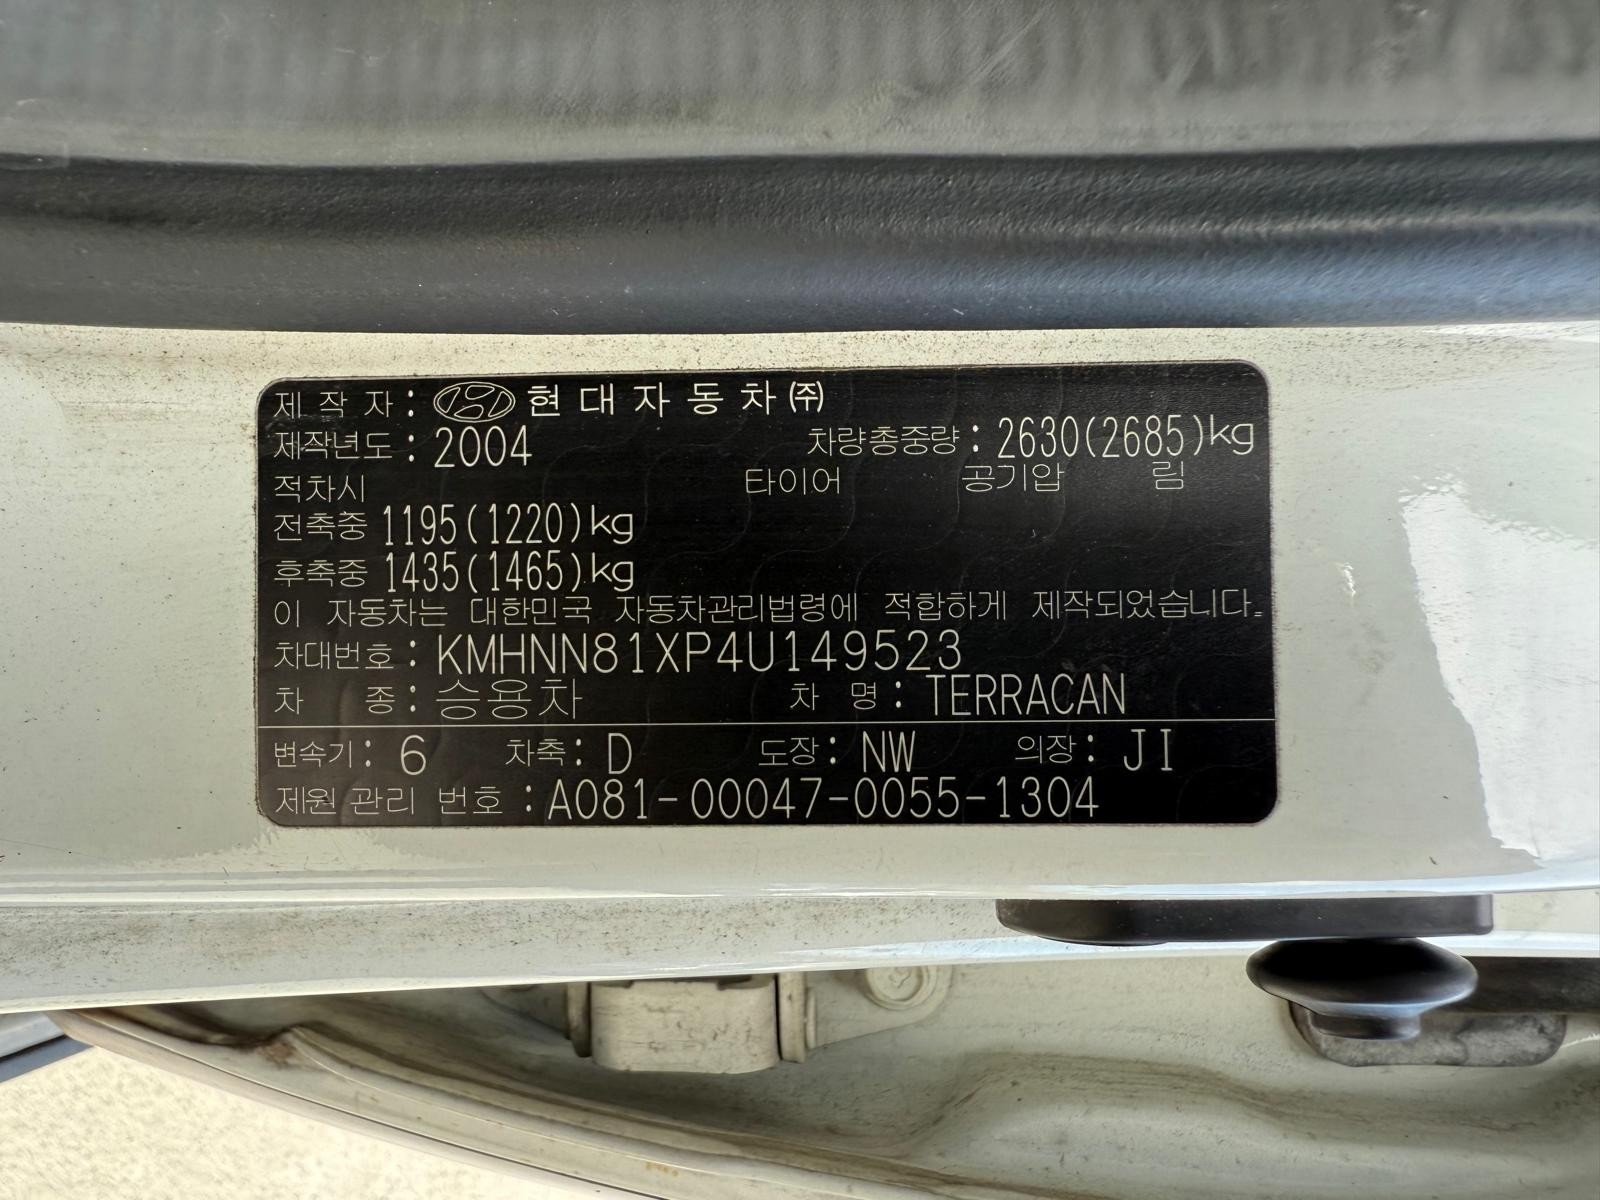 제 작 자 : 현 대 자 동 차 ㈜
제작년도 : 2004 차량총중량 : 2630(2685)kg
적차시 타이어 공기압 림
전축중 1195(1220)kg
후축중 1435(1465)kg
이 자동차는 대한민국 자동차관리법령에 적합하게 제작되었습니다.
차대번호 : KMHNN81XP4U149523
차 종 : 승용차 차 명 : TERRACAN
변속기 : 6 차축 : D 도장 : NW 의장 : JI
제원 관리 번호 : A081-00047-0055-1304